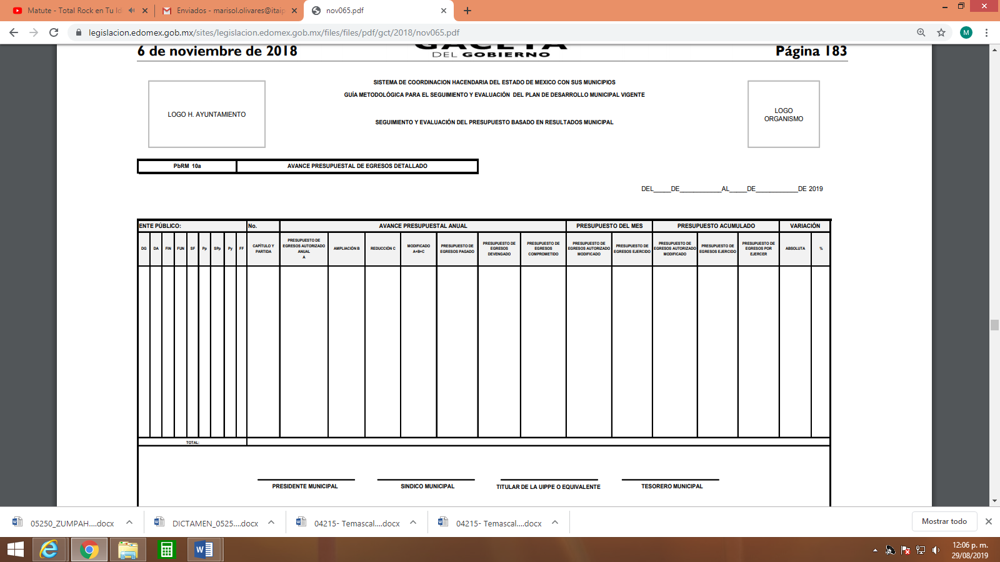 Matute - Total Rock en Tu Id
Enviados - marisol.olivares@itaip
nov065.pdf
legislacion.edomex.gob.mx/sites/legislacion.edomex.gob.mx/files/files/pdf/gct/2018/nov065.pdf
M
6 de noviembre de 2018
GACETA
DEL GOBIERNO
Página 183
LOGO H. AYUNTAMIENTO
SISTEMA DE COORDINACION HACENDARIA DEL ESTADO DE MEXICO CON SUS MUNICIPIOS
GUÍA METODOLÓGICA PARA EL SEGUIMIENTO Y EVALUACIÓN DEL PLAN DE DESARROLLO MUNICIPAL VIGENTE
SEGUIMIENTO Y EVALUACIÓN DEL PRESUPUESTO BASADO EN RESULTADOS MUNICIPAL
LOGO
ORGANISMO
PbRM 10a
AVANCE PRESUPUESTAL DE EGRESOS DETALLADO
DEL_____DE____________AL_____DE____________DE 2019
ENTE PÚBLICO:
No.
AVANCE PRESUPUESTAL ANUAL
PRESUPUESTO DEL MES
PRESUPUESTO ACUMULADO
VARIACIÓN
DG
DA
FIN
FUN
SF
Pp
SPp
Py
FF
CAPÍTULO Y
PARTIDA
PRESUPUESTO DE
EGRESOS AUTORIZADO
ANUAL
A
AMPLIACIÓN B
REDUCCIÓN C
MODIFICADO
A+B+C
PRESUPUESTO DE
EGRESOS PAGADO
PRESUPUESTO DE
EGRESOS
DEVENGADO
PRESUPUESTO DE
EGRESOS
COMPROMETIDO
PRESUPUESTO DE
EGRESOS AUTORIZADO
MODIFICADO
PRESUPUESTO DE
EGRESOS EJERCIDO
PRESUPUESTO DE
EGRESOS AUTORIZADO
MODIFICADO
PRESUPUESTO DE
EGRESOS EJERCIDO
PRESUPUESTO DE
EGRESOS POR
EJERCER
ABSOLUTA
%
TOTAL:
PRESIDENTE MUNICIPAL
SINDICO MUNICIPAL
TITULAR DE LA UIPPE O EQUIVALENTE
TESORERO MUNICIPAL
05250_ZUMPAH....docx
DICTAMEN_0525....docx
04215- Temascal....docx
04215- Temascal....docx
Mostrar todo
12:06 p. m.
29/08/2019